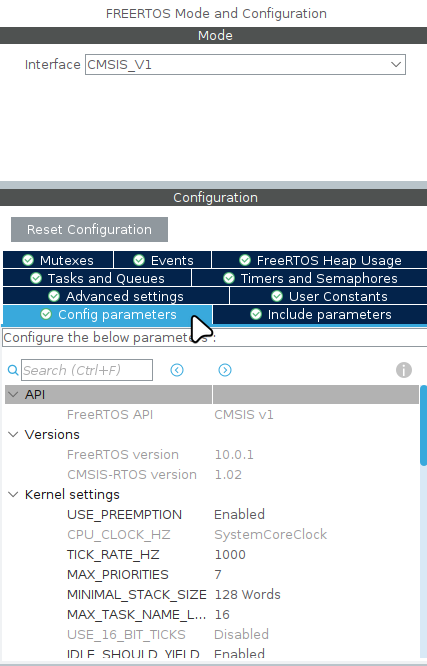 FREERTOS Mode and Configuration
Mode
Interface CMSIS_V1
Configuration
Reset Configuration
Mutexes Events FreeRTOS Heap Usage
Tasks and Queues Timers and Semaphores
Advanced settings User Constants
Config parameters Include parameters
Configure the below parameters :
Search (Ctrl+F)
API
FreeRTOS API CMSIS v1
Versions
FreeRTOS version 10.0.1
CMSIS-RTOS version 1.02
Kernel settings
USE_PREEMPTION Enabled
CPU_CLOCK_HZ SystemCoreClock
TICK_RATE_HZ 1000
MAX_PRIORITIES 7
MINIMAL_STACK_SIZE 128 Words
MAX_TASK_NAME_L... 16
USE_16_BIT_TICKS Disabled
IDLE_SHOULD_YIELD Enabled